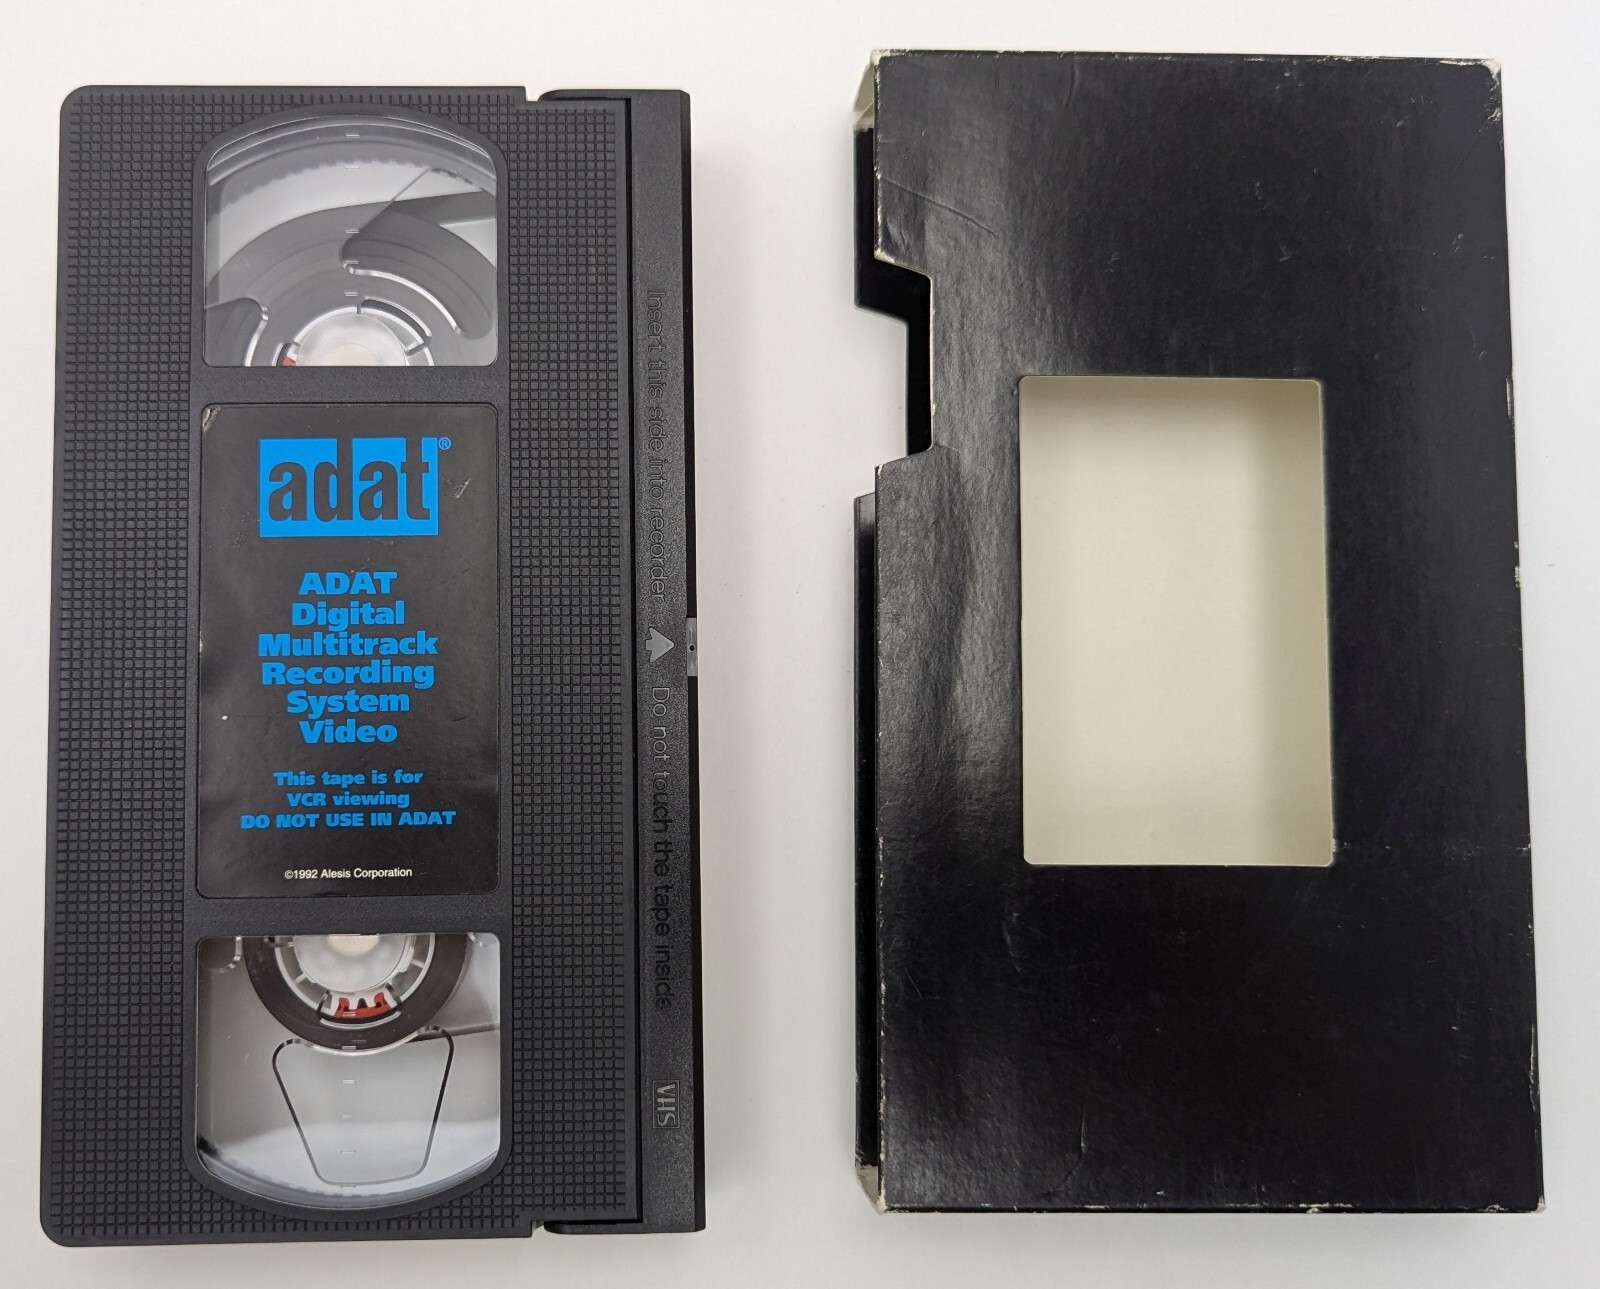 adat®
ADAT
Digital
Multitrack
Recording
System
Video
This tape is for
VCR viewing
DO NOT USE IN ADAT
©1992 Alesis Corporation
Insert this side into recorder
Do not touch the tape inside
VHS